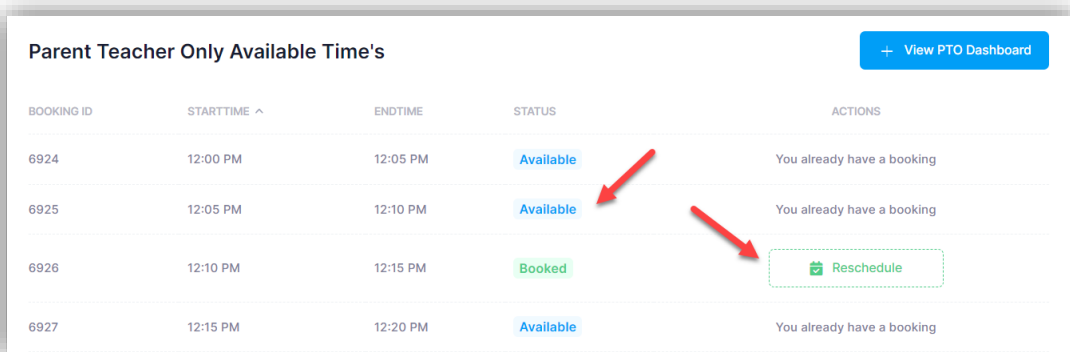 Parent Teacher Only Available Time's
+ View PTO Dashboard
BOOKING ID STARTTIME ENDTIME STATUS ACTIONS
6924 12:00 PM 12:05 PM Available You already have a booking
6925 12:05 PM 12:10 PM Available You already have a booking
6926 12:10 PM 12:15 PM Booked Reschedule
6927 12:15 PM 12:20 PM Available You already have a booking